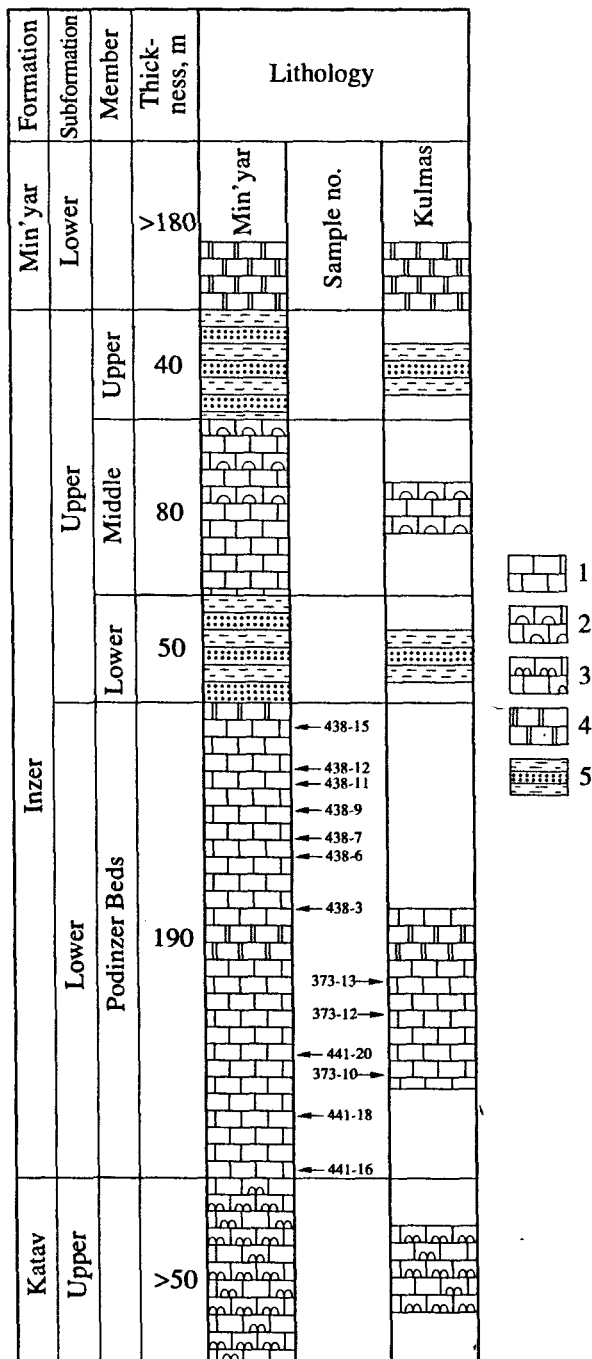 Formation
Subformation
Member
Thick-
ness, m
Lithology
Min'yar
Sample no.
Kulmas
Min'yar
Lower
>180
Inzer
Upper
Upper
40
Middle
80
Lower
50
Lower
Podinzer Beds
190
438-15
438-12
438-11
438-9
438-7
438-6
438-3
373-13
373-12
441-20
373-10
441-18
441-16
Katav
Upper
>50
1
2
3
4
5